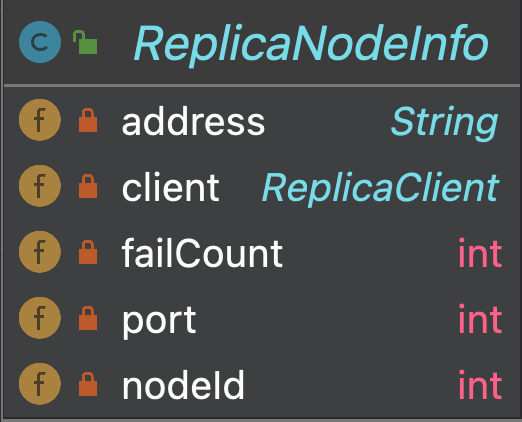 ReplicaNodeInfo
address String
client ReplicaClient
failCount int
port int
nodeId int